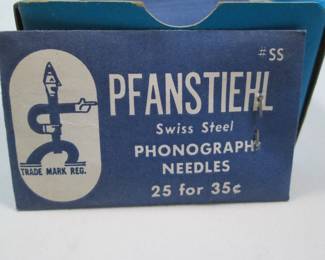 #SS
PFANSTIEHL
Swiss Steel
PHONOGRAPH
NEEDLES
25 for 35¢
TRADE MARK REG.